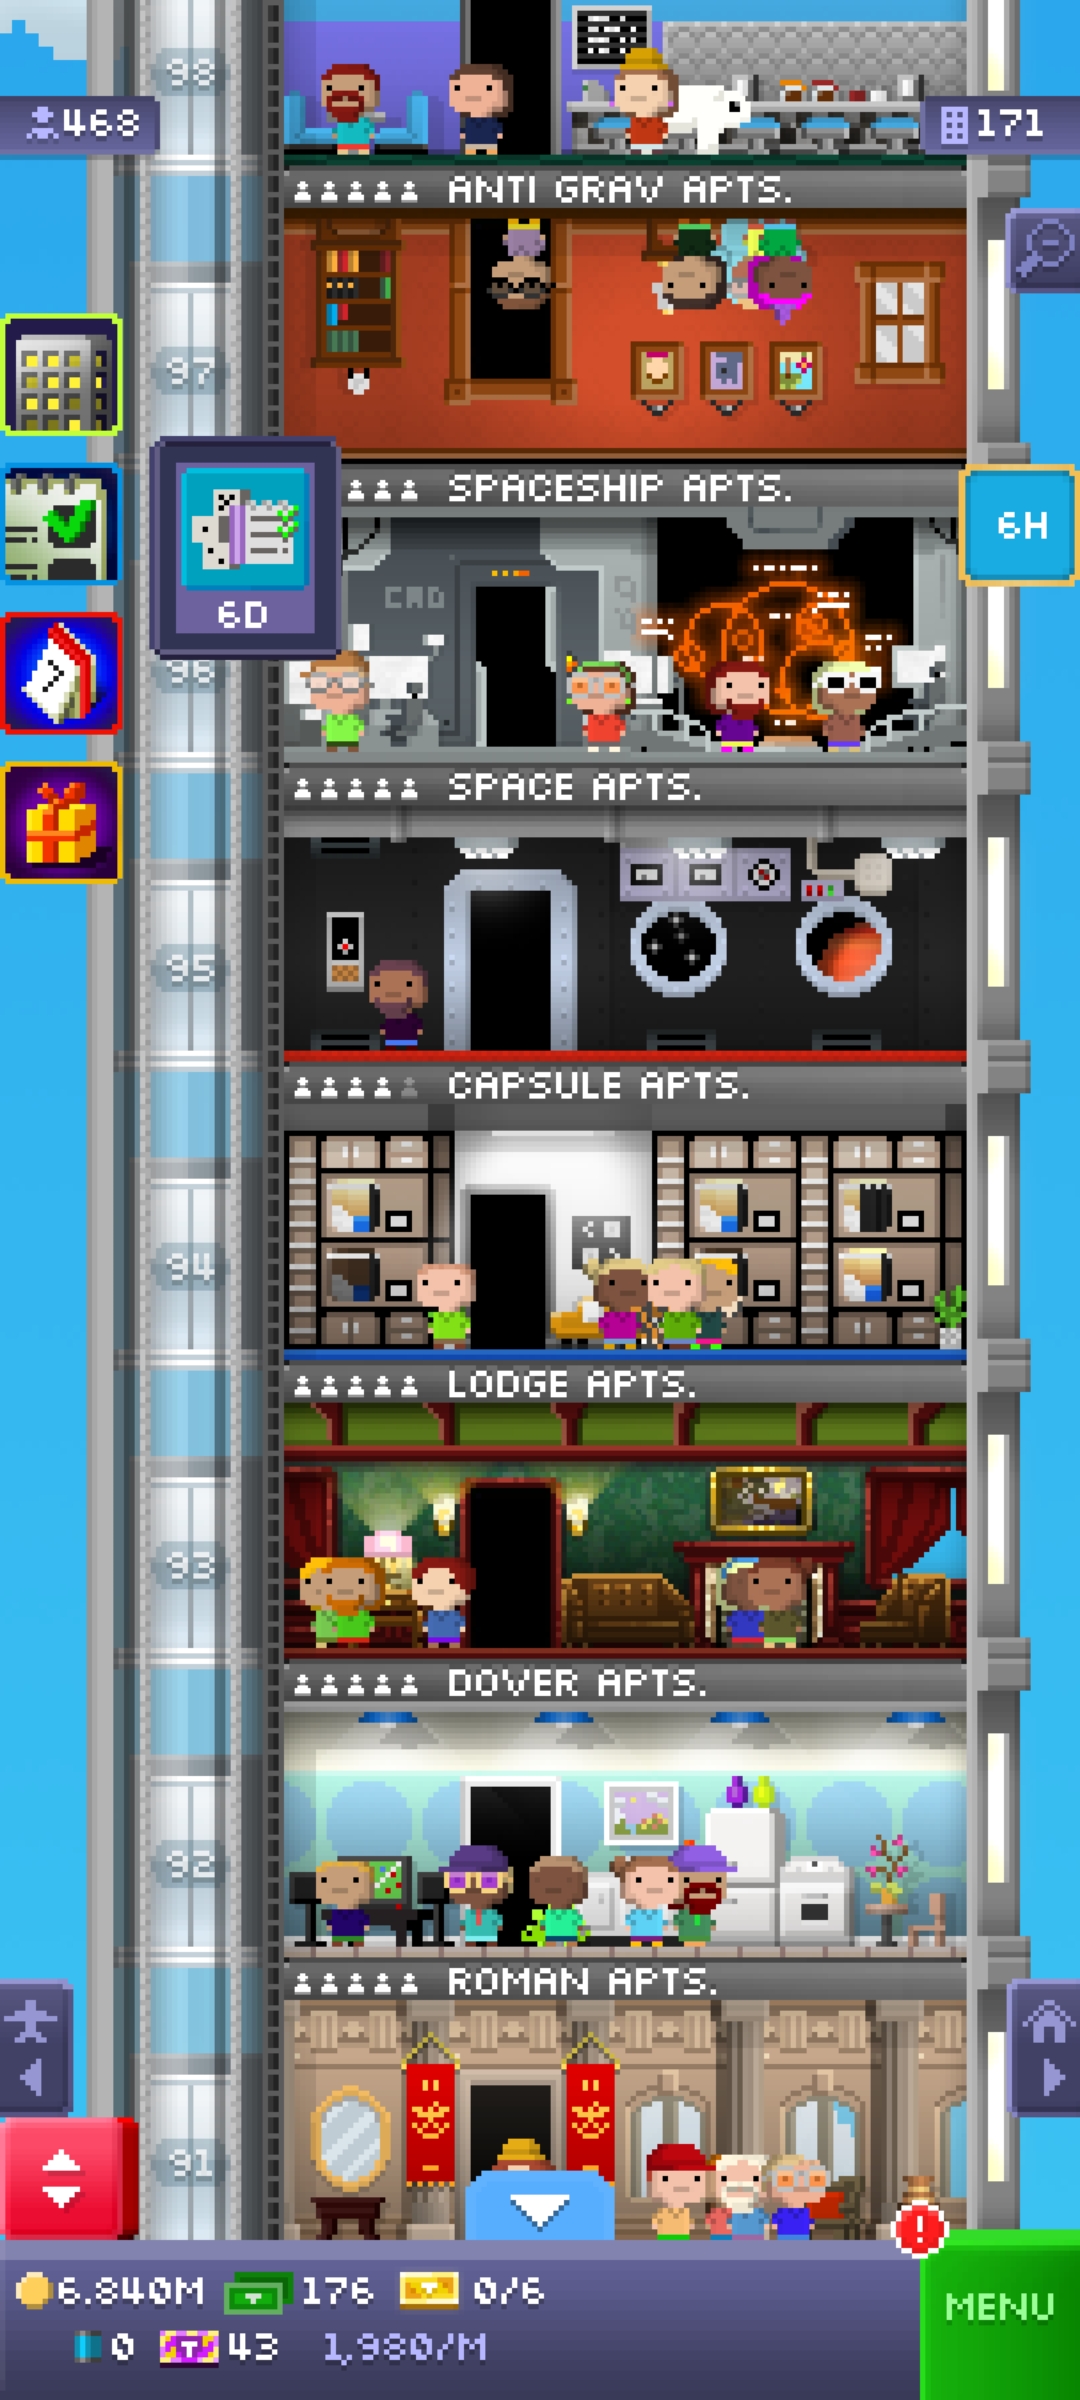 98
468
171
ANTI GRAV APTS.
97
SPACESHIP APTS.
6H
CRD
6D
96
SPACE APTS.
95
CAPSULE APTS.
94
LODGE APTS.
93
DOVER APTS.
92
ROMAN APTS.
91
!
6.840M 176 0/6
MENU
0 T 43 1,980/M